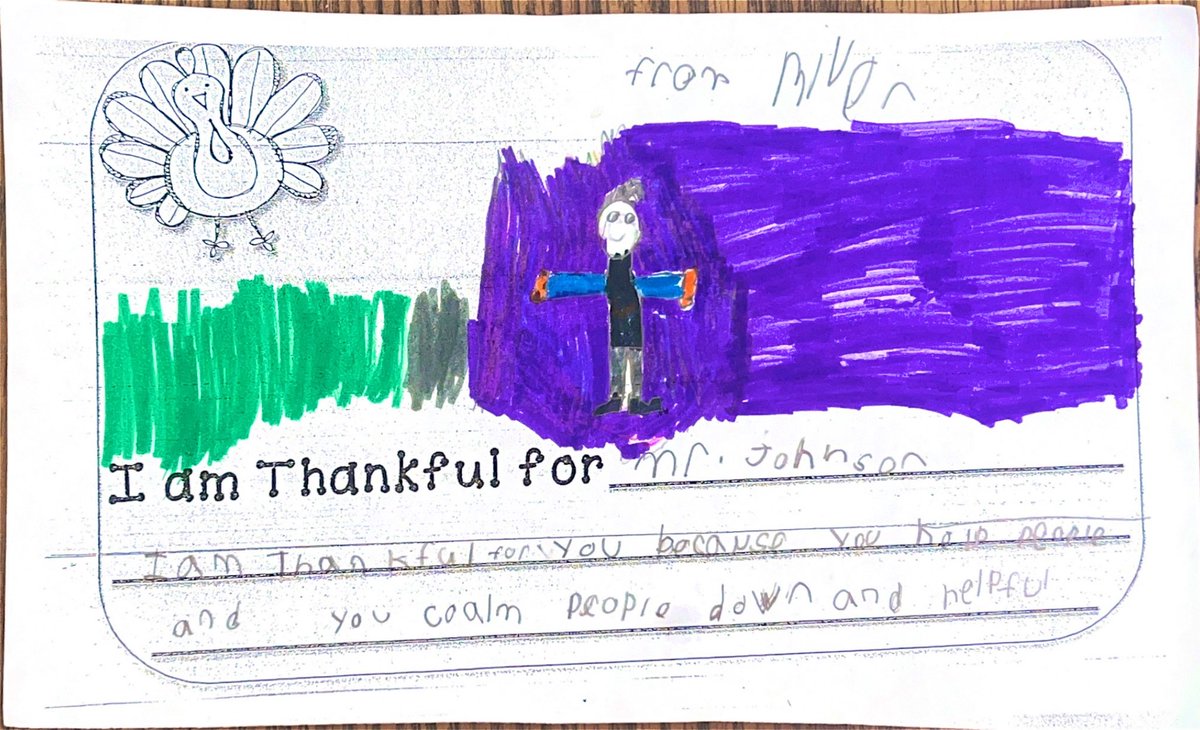 from River
I am Thankful for mr. Johnson
I am Thankful for you because you help people
and you coalm people down and helpful